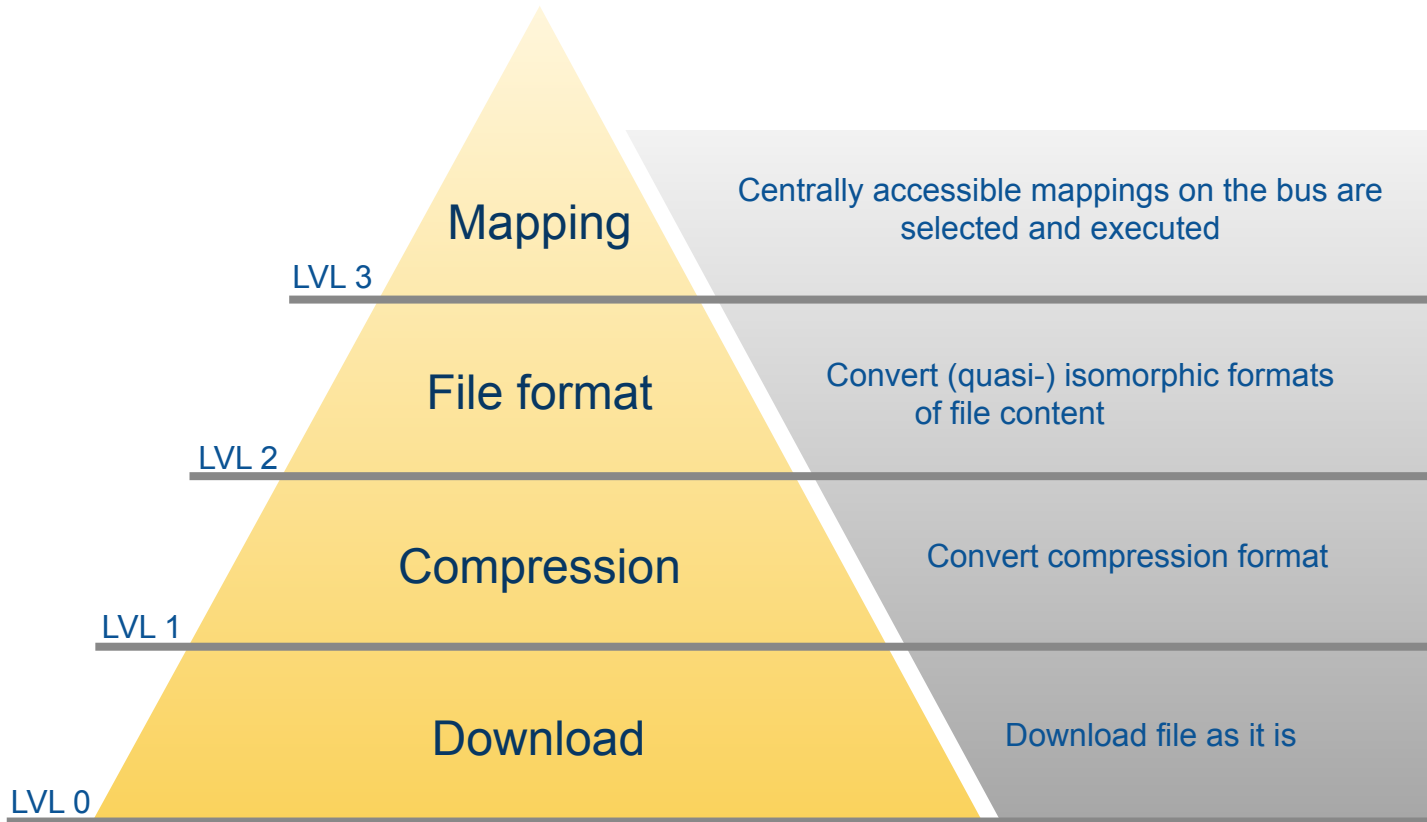 Mapping
Centrally accessible mappings on the bus are
selected and executed
LVL 3
File format
Convert (quasi-) isomorphic formats
of file content
LVL 2
Compression
Convert compression format
LVL 1
Download
Download file as it is
LVL 0